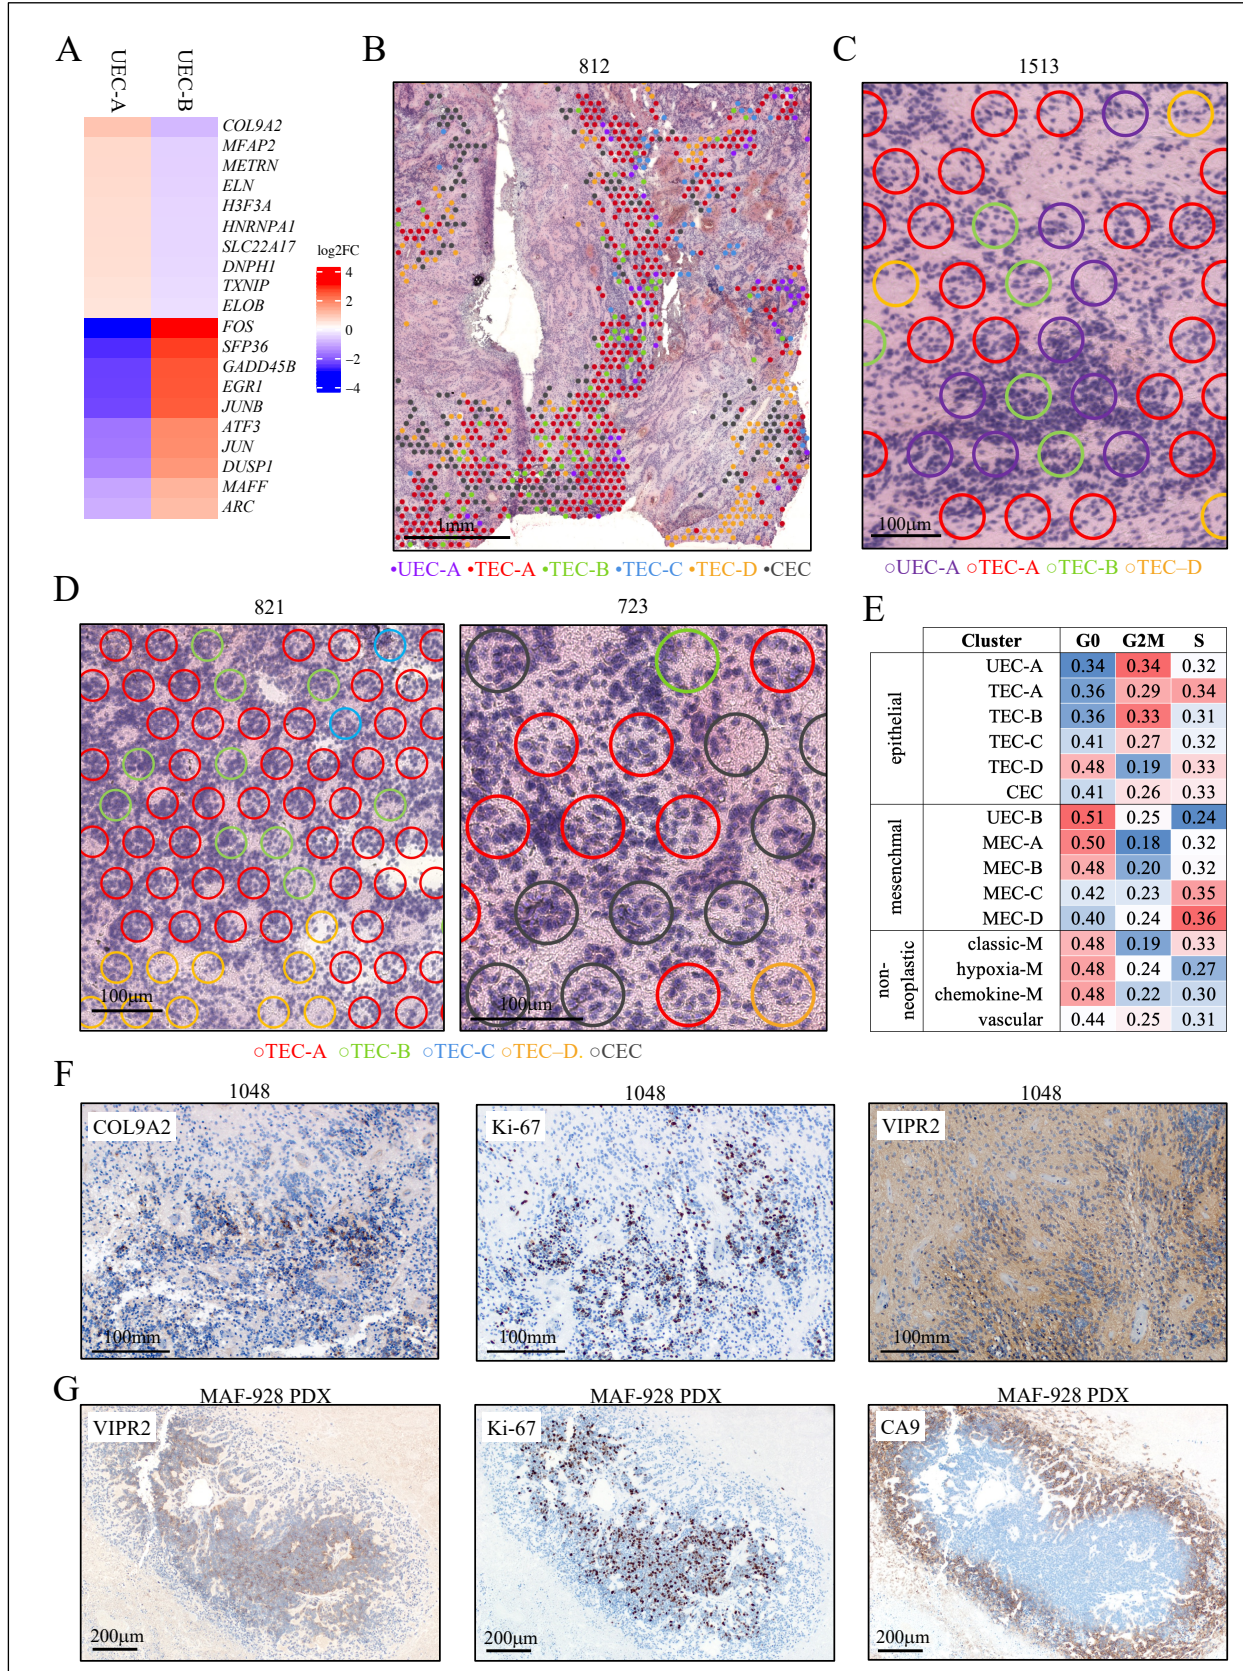 A
UEC-A
UEC-B
COL9A2
MFAP2
METRN
ELN
H3F3A
HNRNPA1
SLC22A17
DNPH1
TXNIP
ELOB
FOS
SFP36
GADD45B
EGR1
JUNB
ATF3
JUN
DUSP1
MAFF
ARC
log2FC
4
2
0
−2
−4
B
812
1mm
•UEC-A •TEC-A •TEC-B •TEC-C •TEC-D •CEC
C
1513
100μm
○UEC-A ○TEC-A ○TEC-B ○TEC–D
D
821
100μm
723
100μm
○TEC-A ○TEC-B ○TEC-C ○TEC–D. ○CEC
E
Cluster G0 G2M S
epithelial
UEC-A 0.34 0.34 0.32
TEC-A 0.36 0.29 0.34
TEC-B 0.36 0.33 0.31
TEC-C 0.41 0.27 0.32
TEC-D 0.48 0.19 0.33
CEC 0.41 0.26 0.33
mesenchmal
UEC-B 0.51 0.25 0.24
MEC-A 0.50 0.18 0.32
MEC-B 0.48 0.20 0.32
MEC-C 0.42 0.23 0.35
MEC-D 0.40 0.24 0.36
non-
neoplastic
classic-M 0.48 0.19 0.33
hypoxia-M 0.48 0.24 0.27
chemokine-M 0.48 0.22 0.30
vascular 0.44 0.25 0.31
F
1048
COL9A2
100mm
1048
Ki-67
100mm
1048
VIPR2
100mm
G
MAF-928 PDX
VIPR2
200μm
MAF-928 PDX
Ki-67
200μm
MAF-928 PDX
CA9
200μm